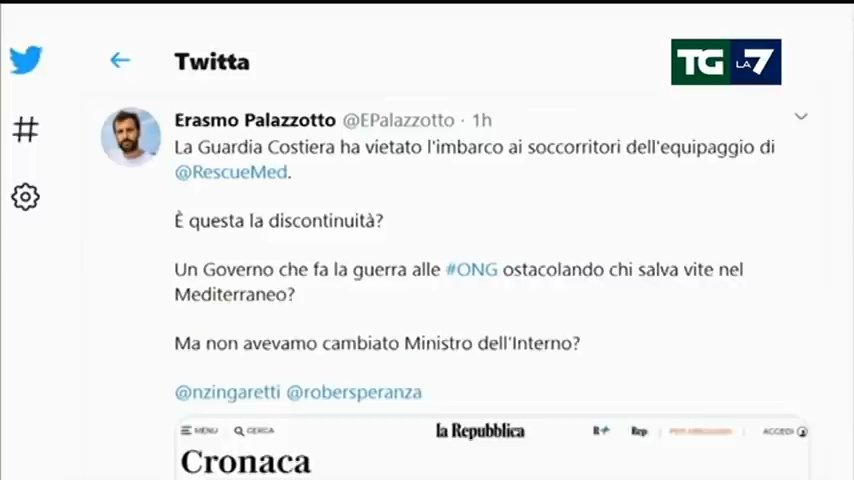 Twitta
TG LA 7
Erasmo Palazzotto @EPalazzotto · 1h
La Guardia Costiera ha vietato l'imbarco ai soccorritori dell'equipaggio di
@RescueMed.
È questa la discontinuità?
Un Governo che fa la guerra alle #ONG ostacolando chi salva vite nel
Mediterraneo?
Ma non avevamo cambiato Ministro dell'Interno?
@nzingaretti @robersperanza
MENU CERCA la Repubblica R+ Rep ACCEDI
Cronaca